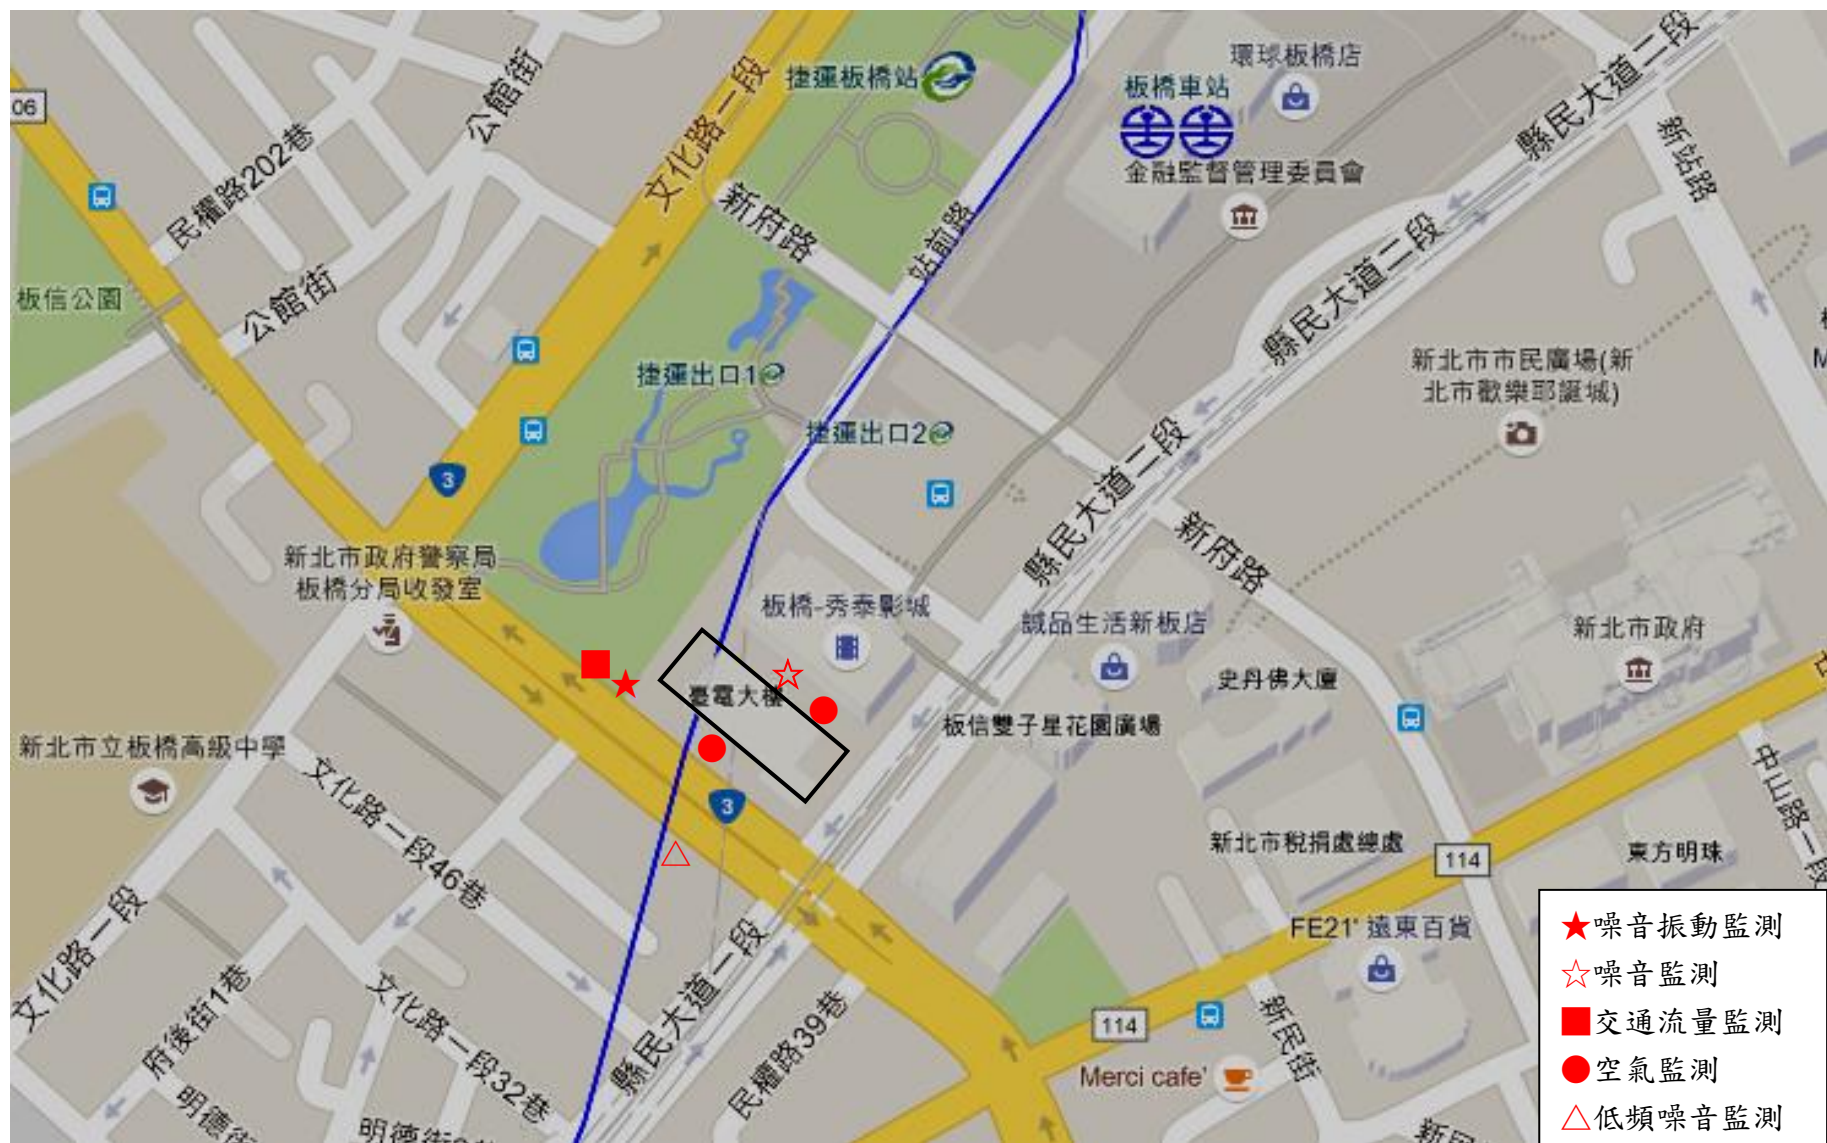 06
公館街
文化路一段
捷運板橋站
環球板橋店
板橋車站
縣民大道二段
民權路202巷
金融監督管理委員會
新站路
新府路
站前路
縣民大道二段
板信公園
公館街
捷運出口1
新北市市民廣場(新
北市歡樂耶誕城)
M
捷運出口2
3
縣民大道二段
新北市政府警察局
板橋分局收發室
新府路
板橋-秀泰影城
誠品生活新板店
新北市政府
臺電大樓
史丹佛大廈
板信雙子星花園廣場
新北市立板橋高級中學
中山路一段
文化路一段46巷
3
新北市稅捐處總處
114
東方明珠
文化路一段
FE21' 遠東百貨
縣民大道二段
府後街1巷
文化路一段32巷
民權路39巷
114
新民街
Merci cafe'
明德街
噪音振動監測
噪音監測
交通流量監測
空氣監測
低頻噪音監測